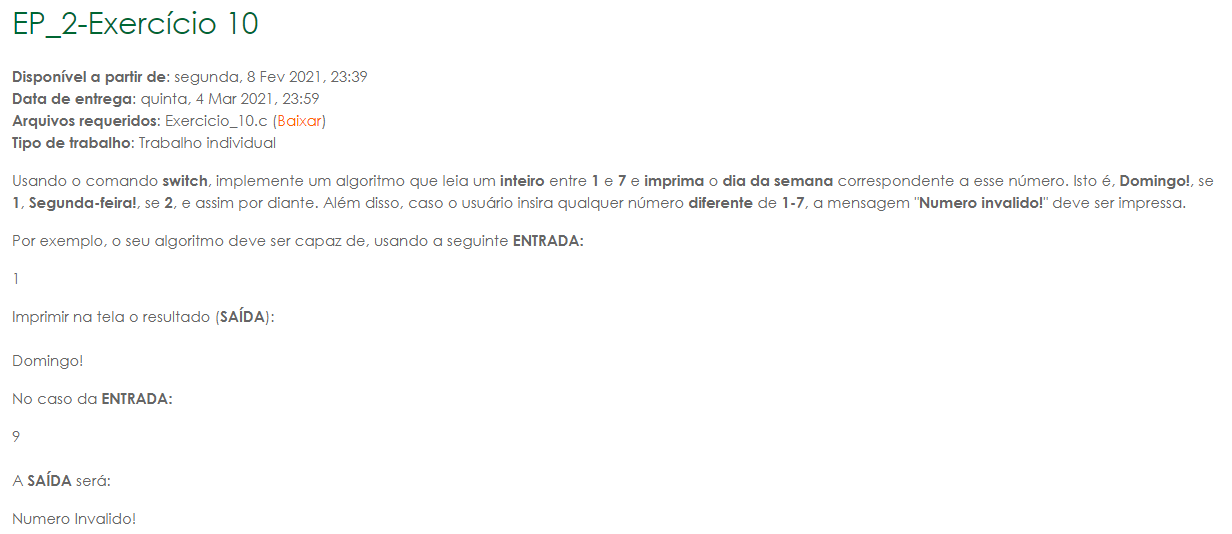 EP_2-Exercício 10
Disponível a partir de: segunda, 8 Fev 2021, 23:39
Data de entrega: quinta, 4 Mar 2021, 23:59
Arquivos requeridos: Exercicio_10.c (Baixar)
Tipo de trabalho: Trabalho individual
Usando o comando switch, implemente um algoritmo que leia um inteiro entre 1 e 7 e imprima o dia da semana correspondente a esse número. Isto é, Domingo!, se
1, Segunda-feira!, se 2, e assim por diante. Além disso, caso o usuário insira qualquer número diferente de 1-7, a mensagem "Numero invalido!" deve ser impressa.
Por exemplo, o seu algoritmo deve ser capaz de, usando a seguinte ENTRADA:
1
Imprimir na tela o resultado (SAÍDA):
Domingo!
No caso da ENTRADA:
9
A SAÍDA será:
Numero Invalido!